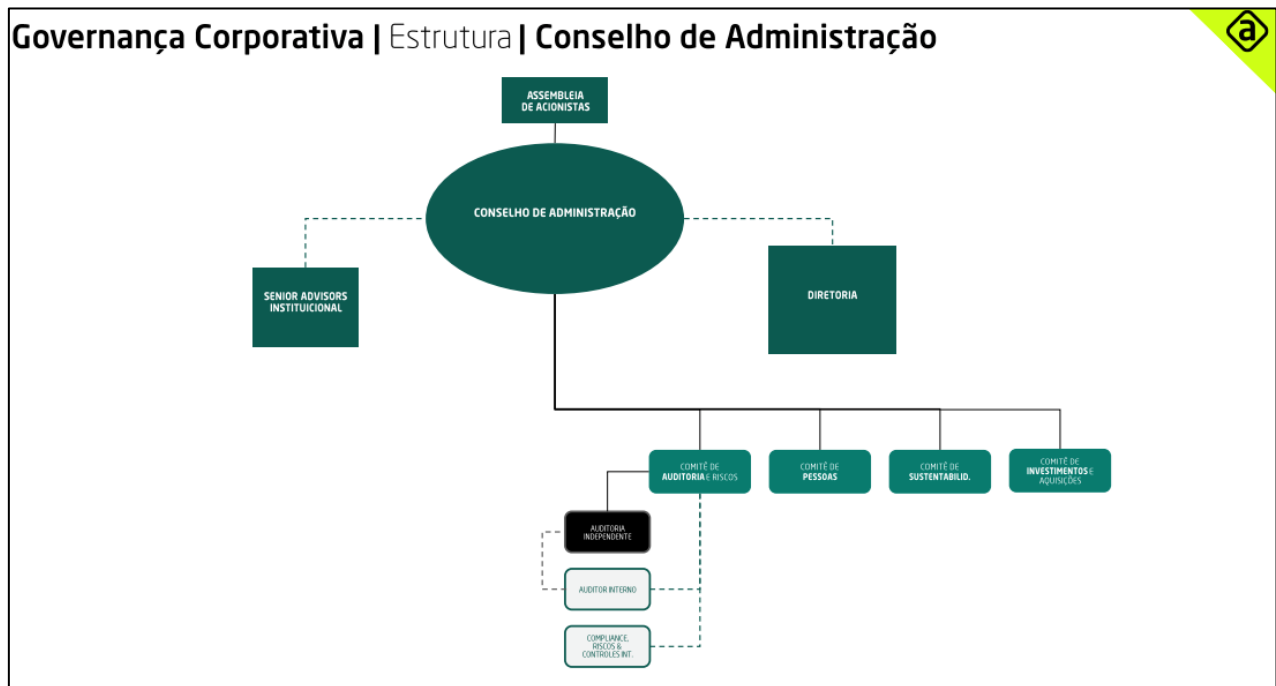 Governança Corporativa | Estrutura | Conselho de Administração
a
ASSEMBLEIA
DE ACIONISTAS
CONSELHO DE ADMINISTRAÇÃO
SENIOR ADVISORS
INSTITUICIONAL
DIRETORIA
COMITÊ DE
AUDITORIA E RISCOS
COMITÊ DE
PESSOAS
COMITÊ DE
SUSTENTABILID.
COMITÊ DE
INVESTIMENTOS E
AQUISIÇÕES
AUDITORIA
INDEPENDENTE
AUDITOR INTERNO
COMPLIANCE,
RISCOS &
CONTROLES INT.